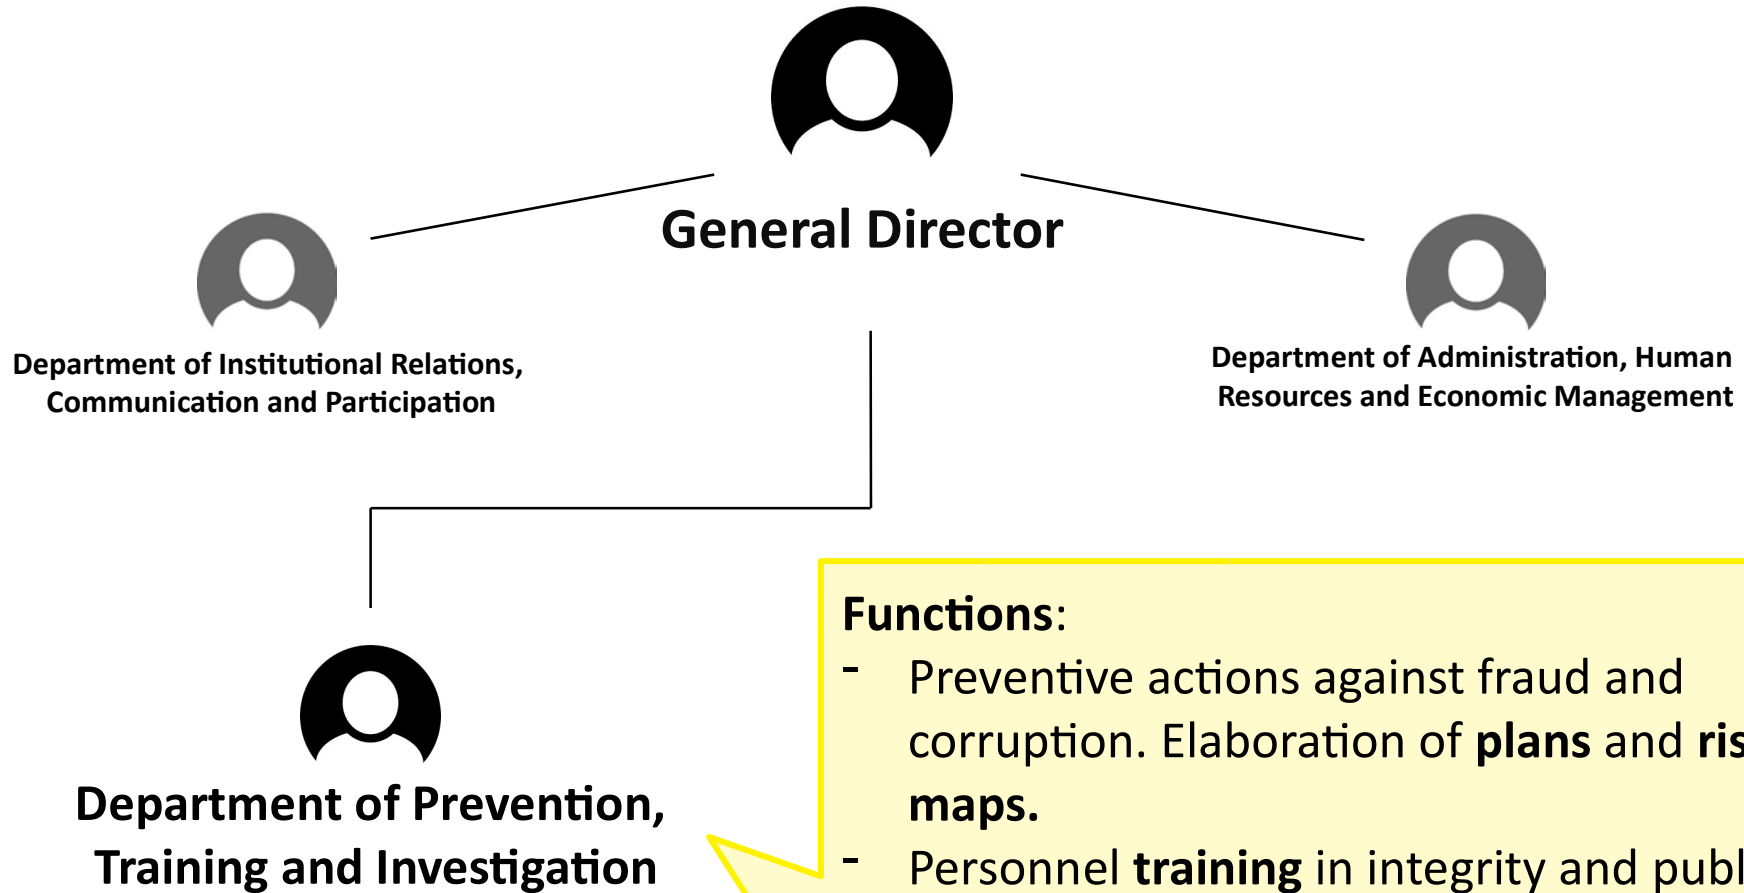 General Director
Department of Institutional Relations,
Communication and Participation
Department of Administration, Human
Resources and Economic Management
Department of Prevention,
Training and Investigation
Functions:
- Preventive actions against fraud and
corruption. Elaboration of plans and
maps.
- Personnel training in integrity and